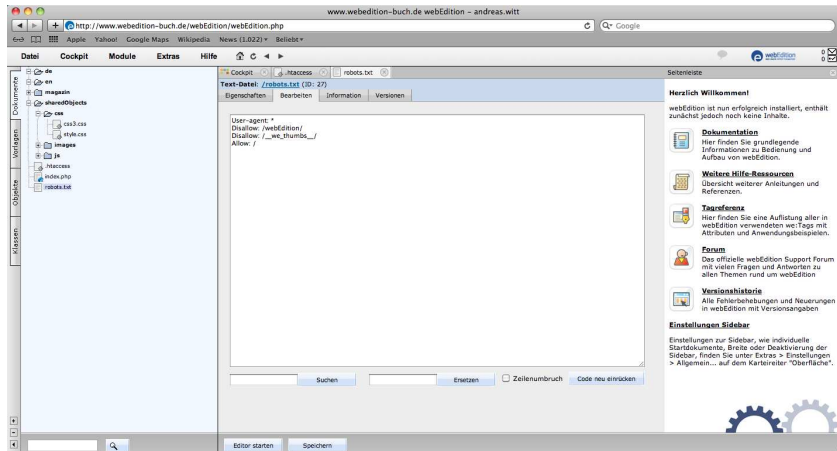 www.webedition-buch.de webEdition - andreas.witt
http://www.webedition-buch.de/webEdition/webEdition.php
Google
Apple Yahoo! Google Maps Wikipedia News (1.022) Beliebt
Datei Cockpit Module Extras Hilfe
webEdition
Dokumente
Vorlagen
Objekte
Klassen
de
en
magazin
sharedObjects
css
css3.css
style.css
images
js
.htaccess
index.php
robots.txt
Cockpit .htaccess robots.txt
Text-Datei: /robots.txt (ID: 27)
Eigenschaften Bearbeiten Information Versionen
User-agent: *
Disallow: /webEdition/
Disallow: /__we_thumbs__/
Allow: /
Suchen Ersetzen Zeilenumbruch Code neu einrücken
Editor starten Speichern
Seitenleiste
Herzlich Willkommen!
webEdition ist nun erfolgreich installiert, enthält
zunächst jedoch noch keine Inhalte.
Dokumentation
Hier finden Sie grundlegende
Informationen zu Bedienung und
Aufbau von webEdition.
Weitere Hilfe-Ressourcen
Übersicht weiterer Anleitungen und
Referenzen.
Tagreferenz
Hier finden Sie eine Auflistung aller in
webEdition verwendeten we:Tags mit
Attributen und Anwendungsbeispielen.
Forum
Das offizielle webEdition Support Forum
mit vielen Fragen und Antworten zu
allen Themen rund um webEdition
Versionshistorie
Alle Fehlerbehebungen und Neuerungen
in webEdition mit Versionsangaben
Einstellungen Sidebar
Einstellungen zur Sidebar, wie individuelle
Startdokumente, Breite oder Deaktivierung der
Sidebar, finden Sie unter Extras > Einstellungen
> Allgemein... auf dem Karteireiter "Oberfläche".